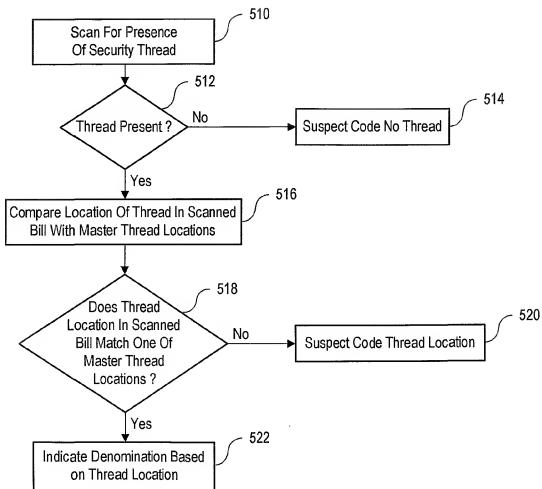 510
Scan For Presence
Of Security Thread
512
Thread Present ?
No
514
Suspect Code No Thread
Yes
516
Compare Location Of Thread In Scanned
Bill With Master Thread Locations
518
Does Thread
Location In Scanned
Bill Match One Of
Master Thread
Locations ?
No
520
Suspect Code Thread Location
Yes
522
Indicate Denomination Based
on Thread Location